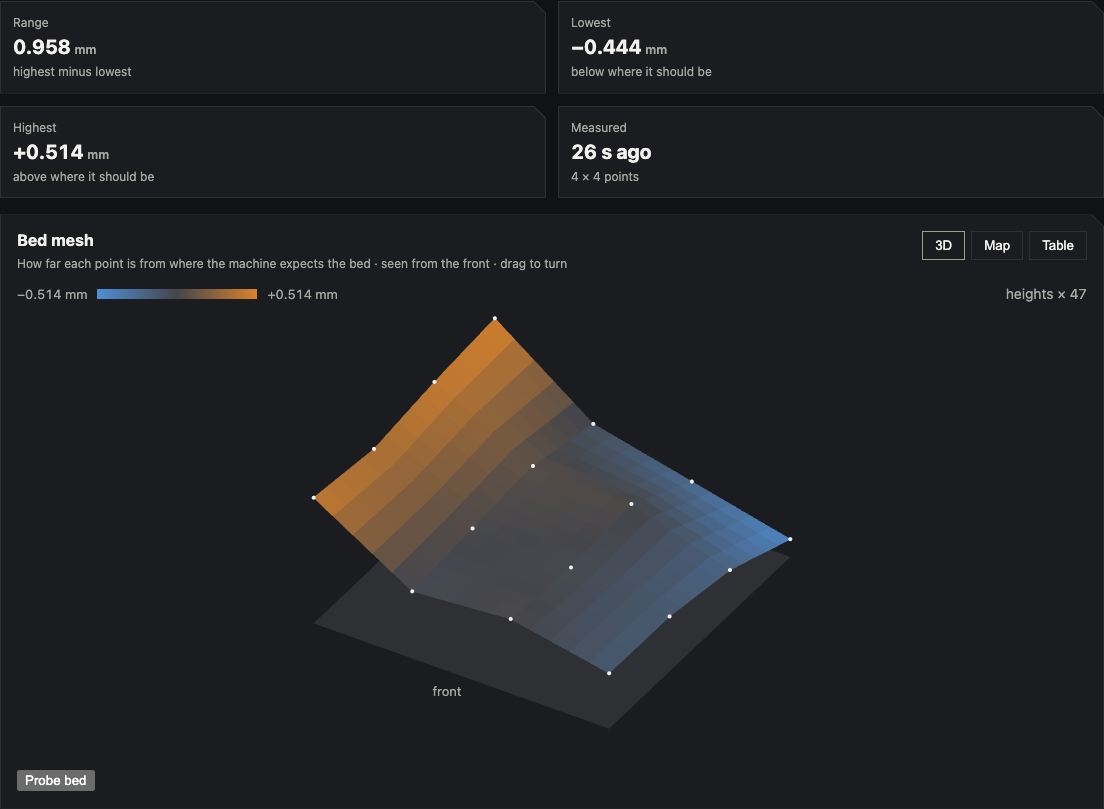 Range
0.958 mm
highest minus lowest
Lowest
−0.444 mm
below where it should be
Highest
+0.514 mm
above where it should be
Measured
26 s ago
4 × 4 points
Bed mesh
How far each point is from where the machine expects the bed · seen from the front · drag to turn
3D Map Table
−0.514 mm +0.514 mm
heights × 47
front
Probe bed